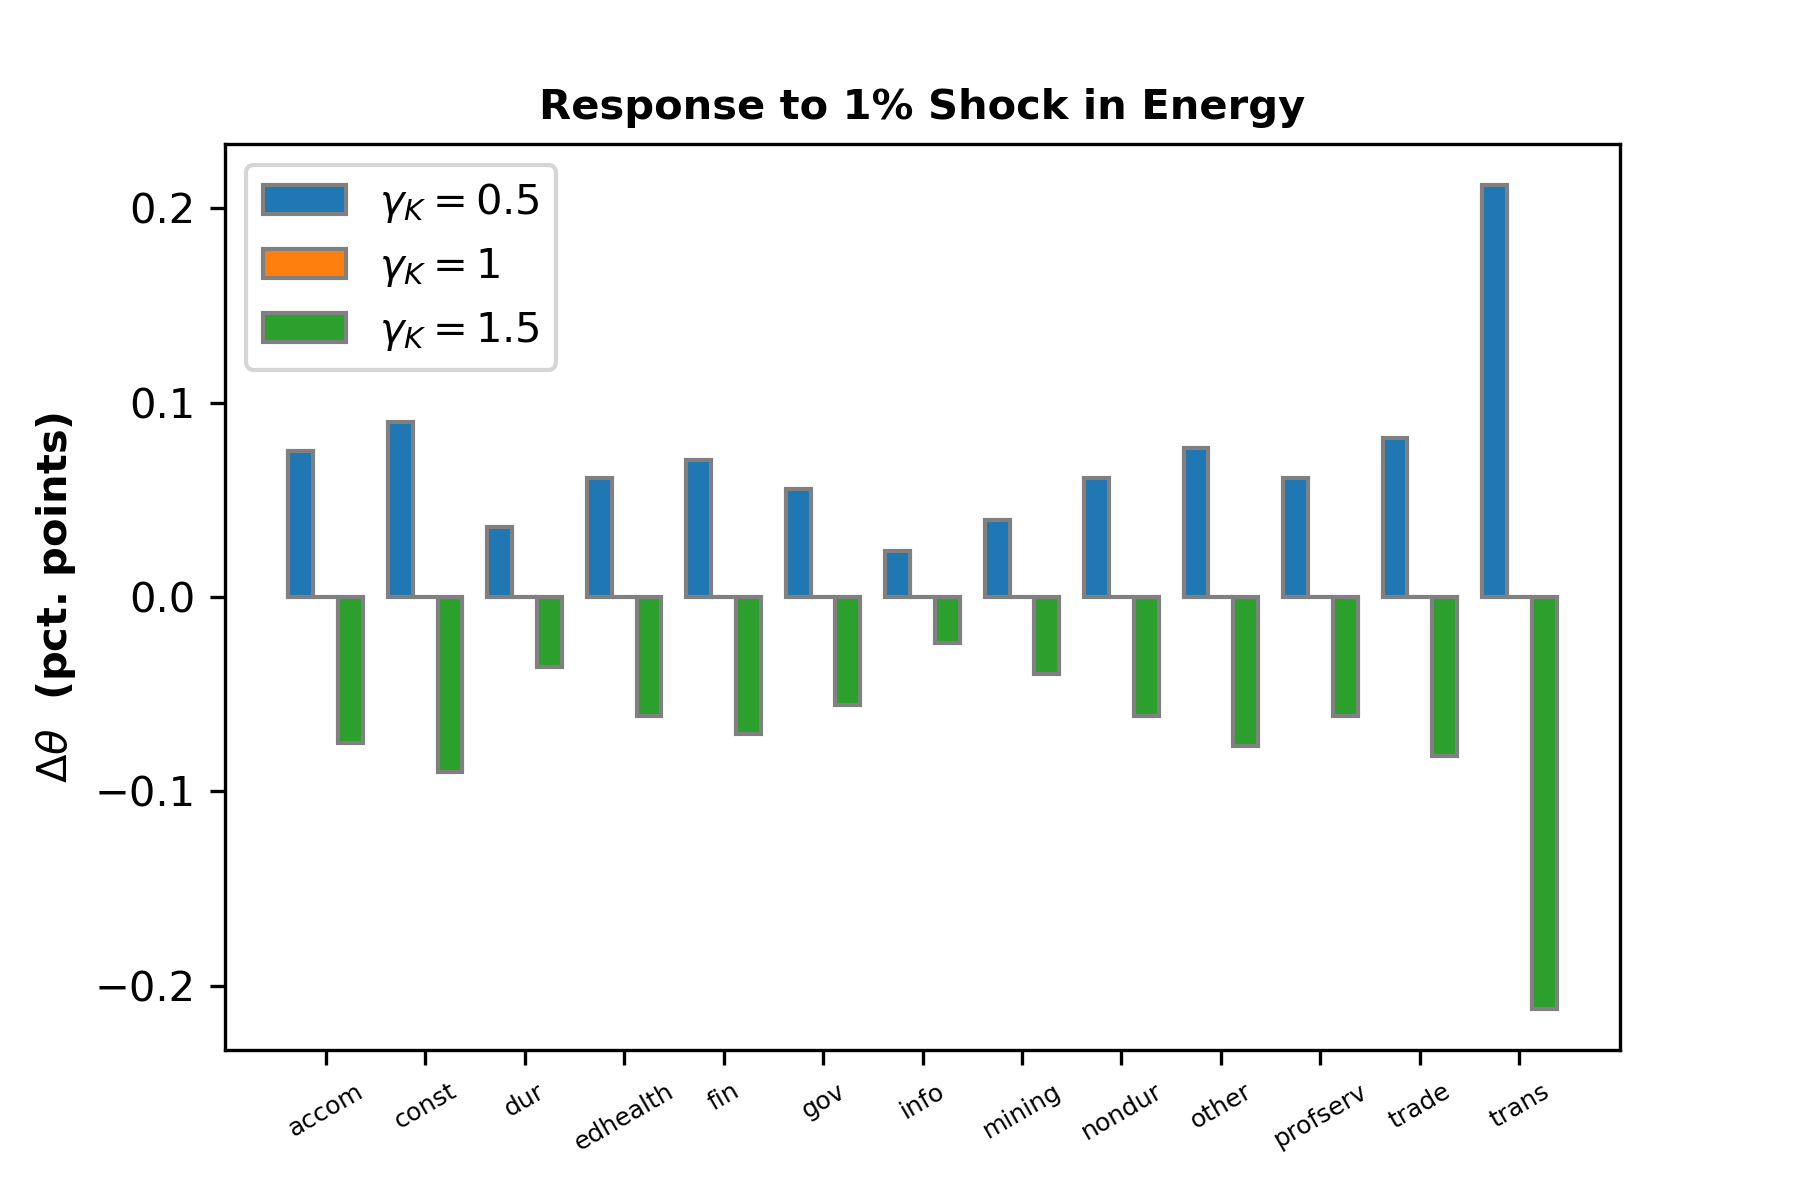 Response to 1% Shock in Energy
γK = 0.5
γK = 1
γK = 1.5
Δθ (pct. points)
0.2
0.1
0.0
−0.1
−0.2
accom
const
dur
edhealth
fin
gov
info
mining
nondur
other
profserv
trade
trans